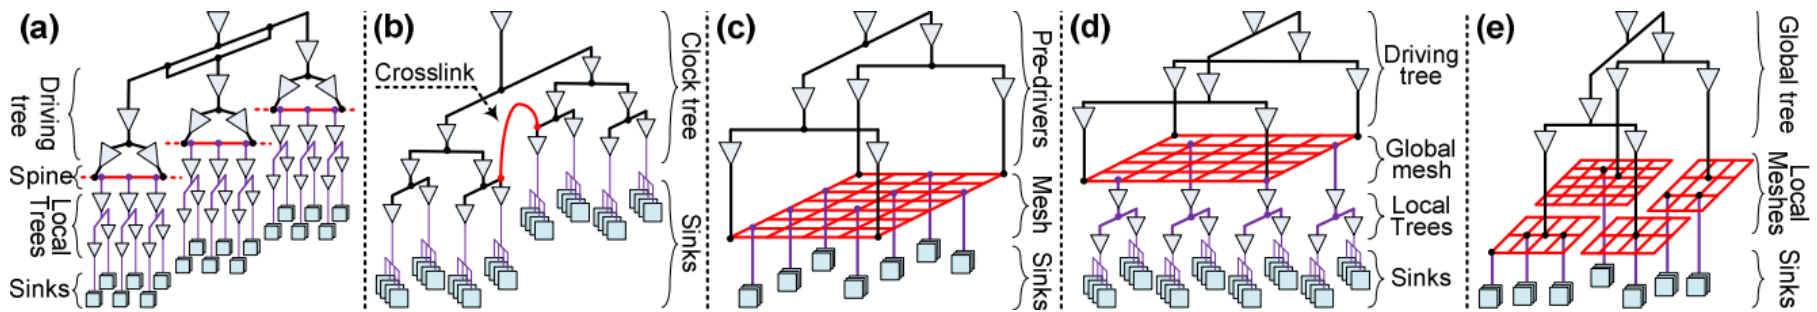 (a)
Driving
tree
Spine
Local
Trees
Sinks
(b)
Crosslink
Clock tree
Sinks
(c)
Pre-drivers
Mesh
Sinks
(d)
Driving
tree
Global
mesh
Local
Trees
Sinks
(e)
Global tree
Local
Meshes
Sinks